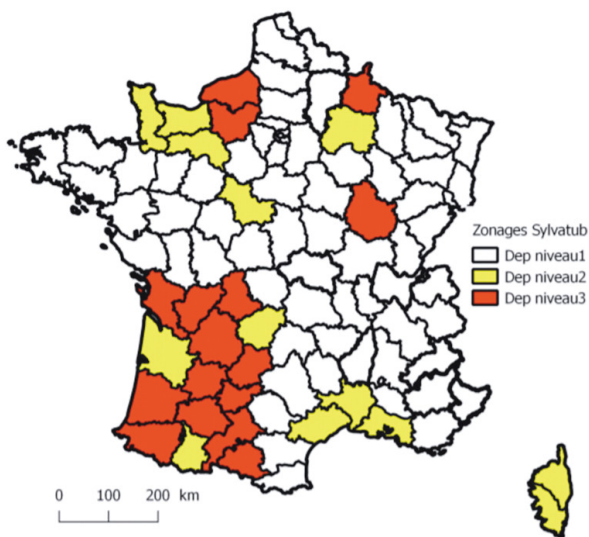 Zonages Sylvatub
Dep niveau1
Dep niveau2
Dep niveau3
0 100 200 km